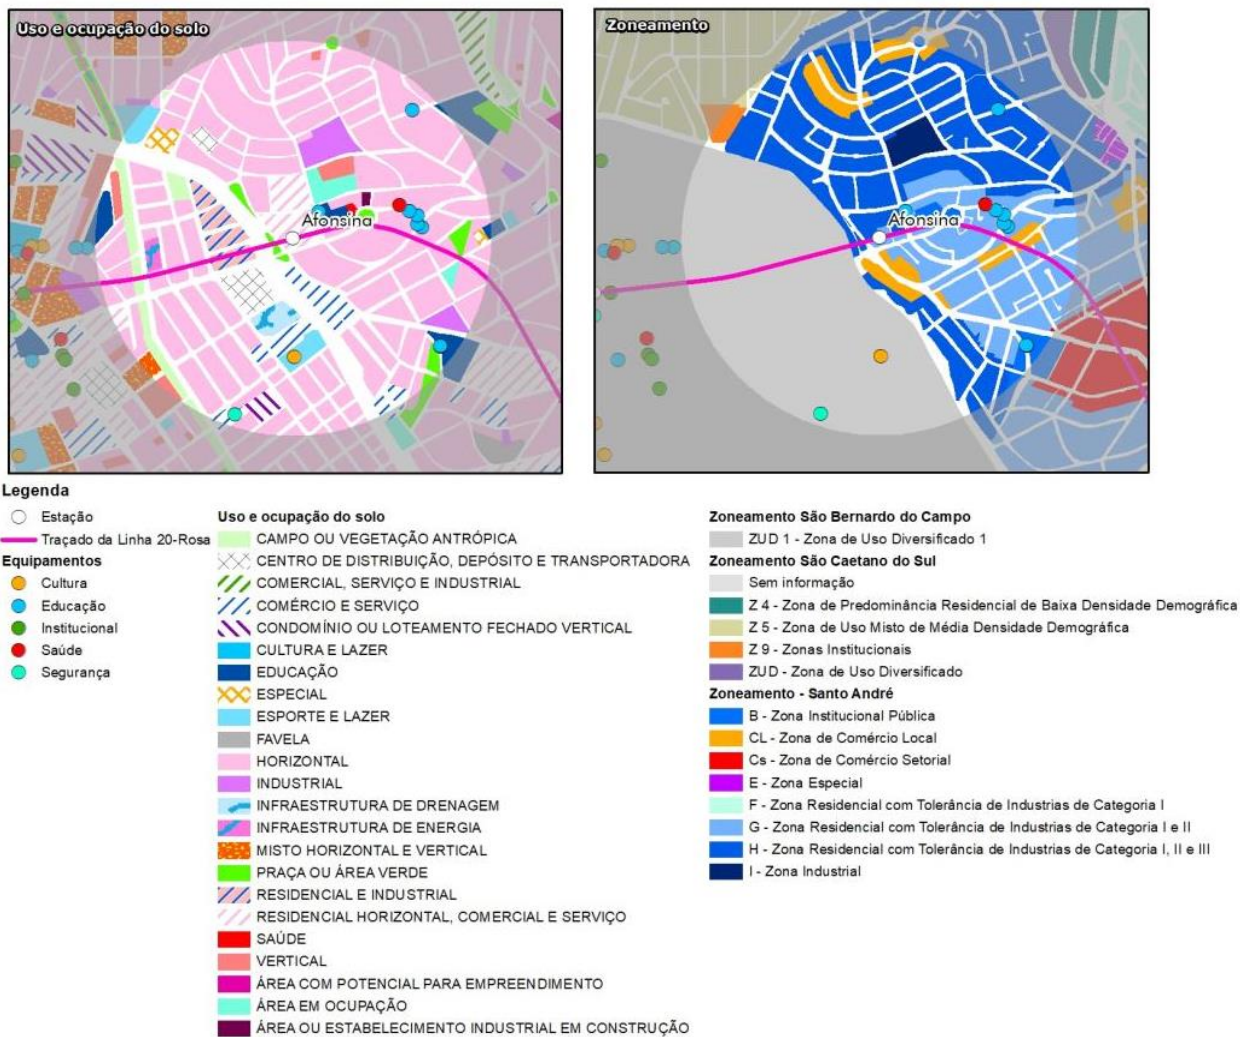 Uso e ocupação do solo
Afonsina
Zoneamento
Afonsina
Legenda
Estação
Traçado da Linha 20-Rosa
Equipamentos
Cultura
Educação
Institucional
Saúde
Segurança
Uso e ocupação do solo
CAMPO OU VEGETAÇÃO ANTRÓPICA
CENTRO DE DISTRIBUIÇÃO, DEPÓSITO E TRANSPORTADORA
COMERCIAL, SERVIÇO E INDUSTRIAL
COMÉRCIO E SERVIÇO
CONDOMÍNIO OU LOTEAMENTO FECHADO VERTICAL
CULTURA E LAZER
EDUCAÇÃO
ESPECIAL
ESPORTE E LAZER
FAVELA
HORIZONTAL
INDUSTRIAL
INFRAESTRUTURA DE DRENAGEM
INFRAESTRUTURA DE ENERGIA
MISTO HORIZONTAL E VERTICAL
PRAÇA OU ÁREA VERDE
RESIDENCIAL E INDUSTRIAL
RESIDENCIAL HORIZONTAL, COMERCIAL E SERVIÇO
SAÚDE
VERTICAL
ÁREA COM POTENCIAL PARA EMPREENDIMENTO
ÁREA EM OCUPAÇÃO
ÁREA OU ESTABELECIMENTO INDUSTRIAL EM CONSTRUÇÃO
Zoneamento São Bernardo do Campo
ZUD 1 - Zona de Uso Diversificado 1
Zoneamento São Caetano do Sul
Sem informação
Z 4 - Zona de Predominância Residencial de Baixa Densidade Demográfica
Z 5 - Zona de Uso Misto de Média Densidade Demográfica
Z 9 - Zonas Institucionais
ZUD - Zona de Uso Diversificado
Zoneamento - Santo André
B - Zona Institucional Pública
CL - Zona de Comércio Local
Cs - Zona de Comércio Setorial
E - Zona Especial
F - Zona Residencial com Tolerância de Industrias de Categoria I
G - Zona Residencial com Tolerância de Industrias de Categoria I e II
H - Zona Residencial com Tolerância de Industrias de Categoria I, II e III
I - Zona Industrial